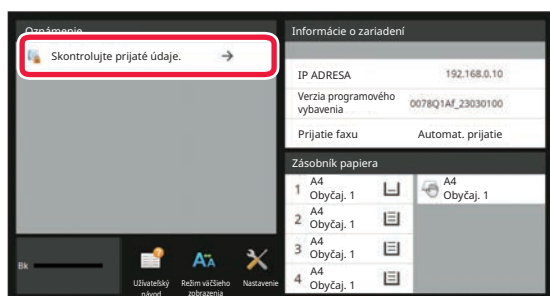 Oznámenie
Skontrolujte prijaté údaje.
Informácie o zariadení
IP ADRESA 192.168.0.10
Verzia programového
vybavenia 0078Q1Af_23030100
Prijatie faxu Automat. prijatie
Zásobník papiera
1 A4
Obyčaj. 1
A4
Obyčaj. 1
2 A4
Obyčaj. 1
3 A4
Obyčaj. 1
4 A4
Obyčaj. 1
Bk
Užívateľský
návod
Režim väčšieho
zobrazenia
Nastavenie